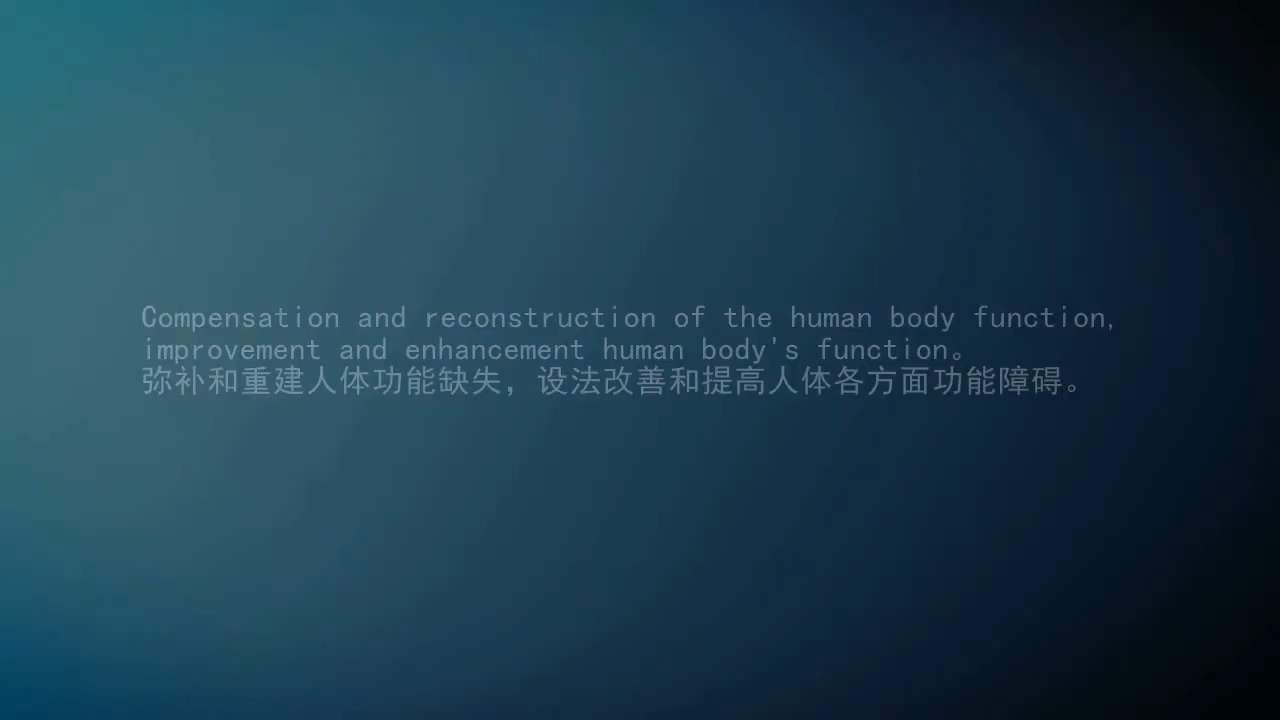 Compensation and reconstruction of the human body function,
improvement and enhancement human body's function。
弥补和重建人体功能缺失，设法改善和提高人体各方面功能障碍。